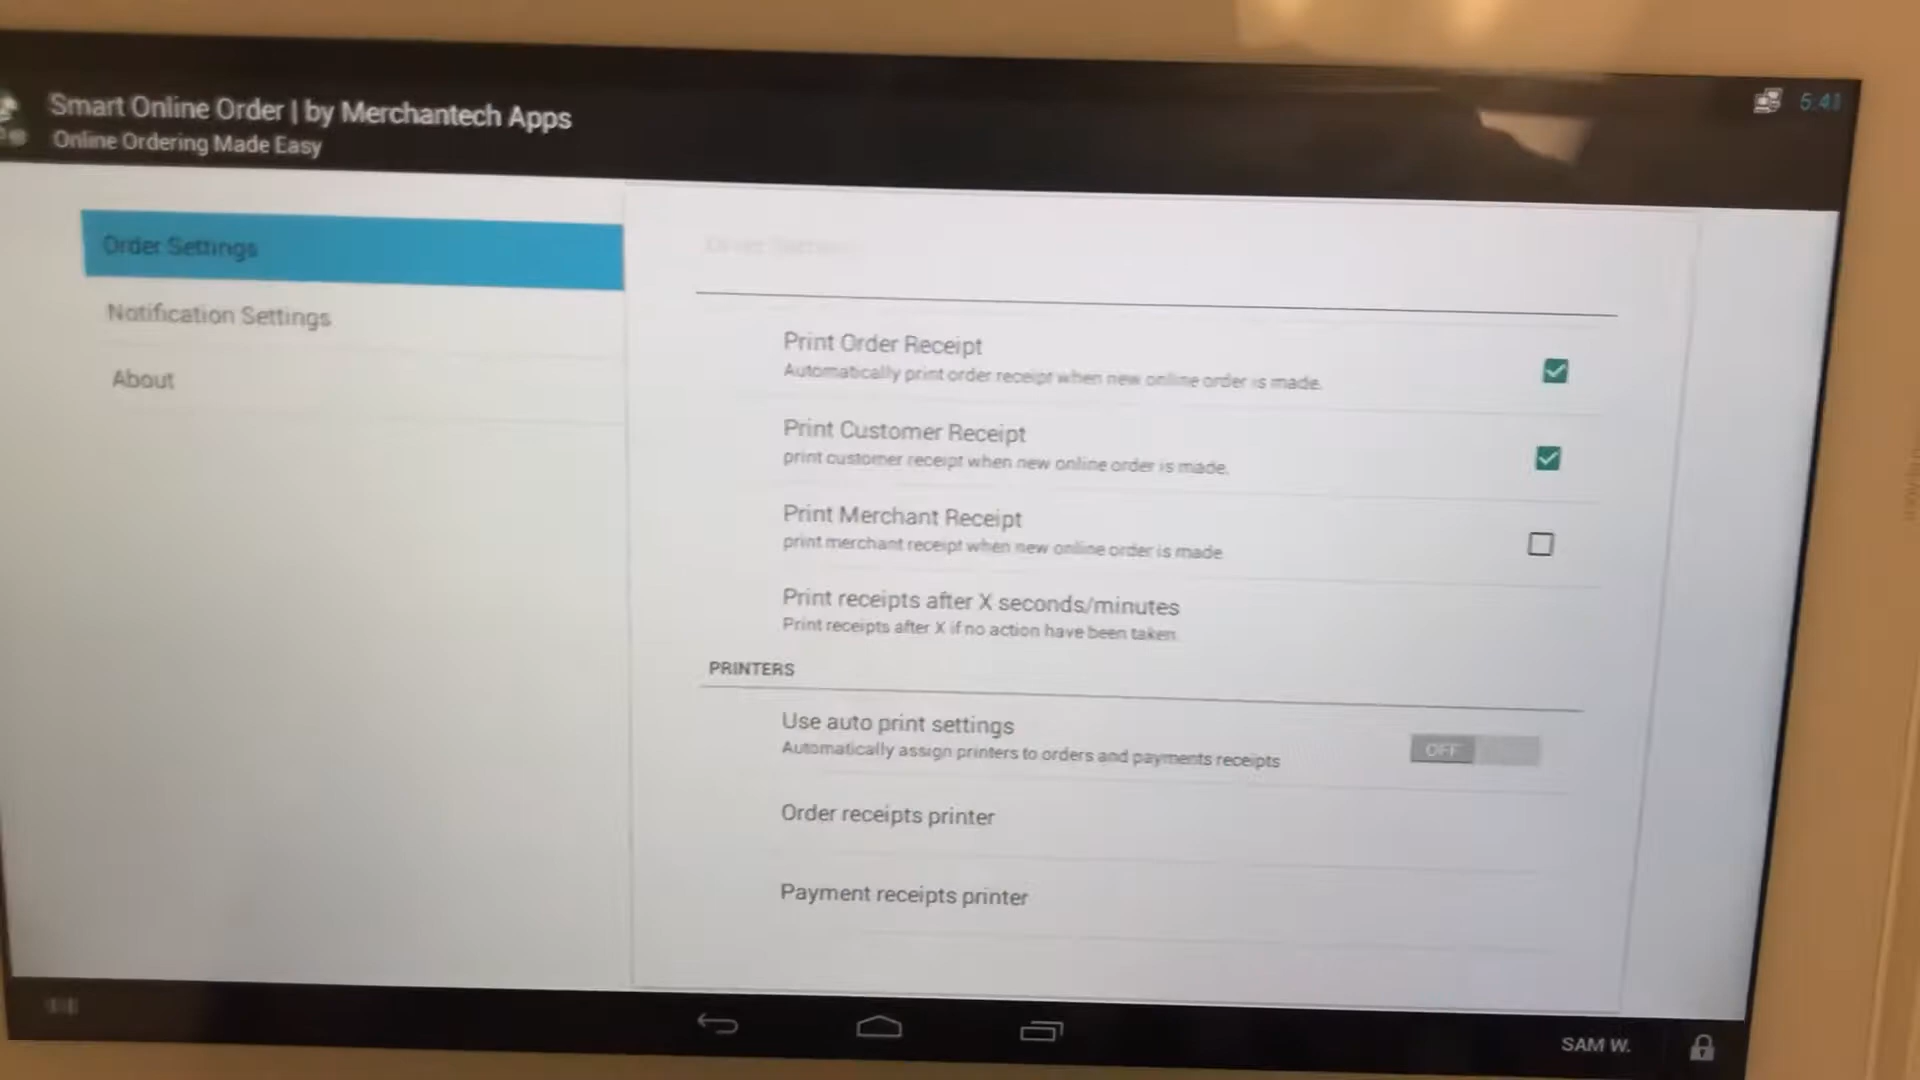 Smart Online Order | by Merchantech Apps
Online Ordering Made Easy
5:41
Order Settings
Notification Settings
About
Print Order Receipt
Automatically print order receipt when new online order is made.
Print Customer Receipt
print customer receipt when new online order is made.
Print Merchant Receipt
print merchant receipt when new online order is made
Print receipts after X seconds/minutes
Print receipts after X if no action have been taken
PRINTERS
Use auto print settings
Automatically assign printers to orders and payments receipts
OFF
Order receipts printer
Payment receipts printer
SAM W.